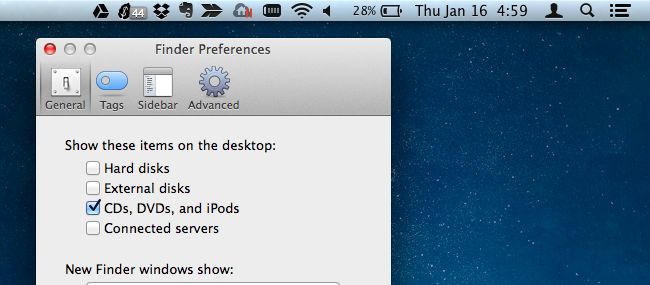 44 28% Thu Jan 16 4:59
Finder Preferences
General Tags Sidebar Advanced
Show these items on the desktop:
Hard disks
External disks
CDs, DVDs, and iPods
Connected servers
New Finder windows show: